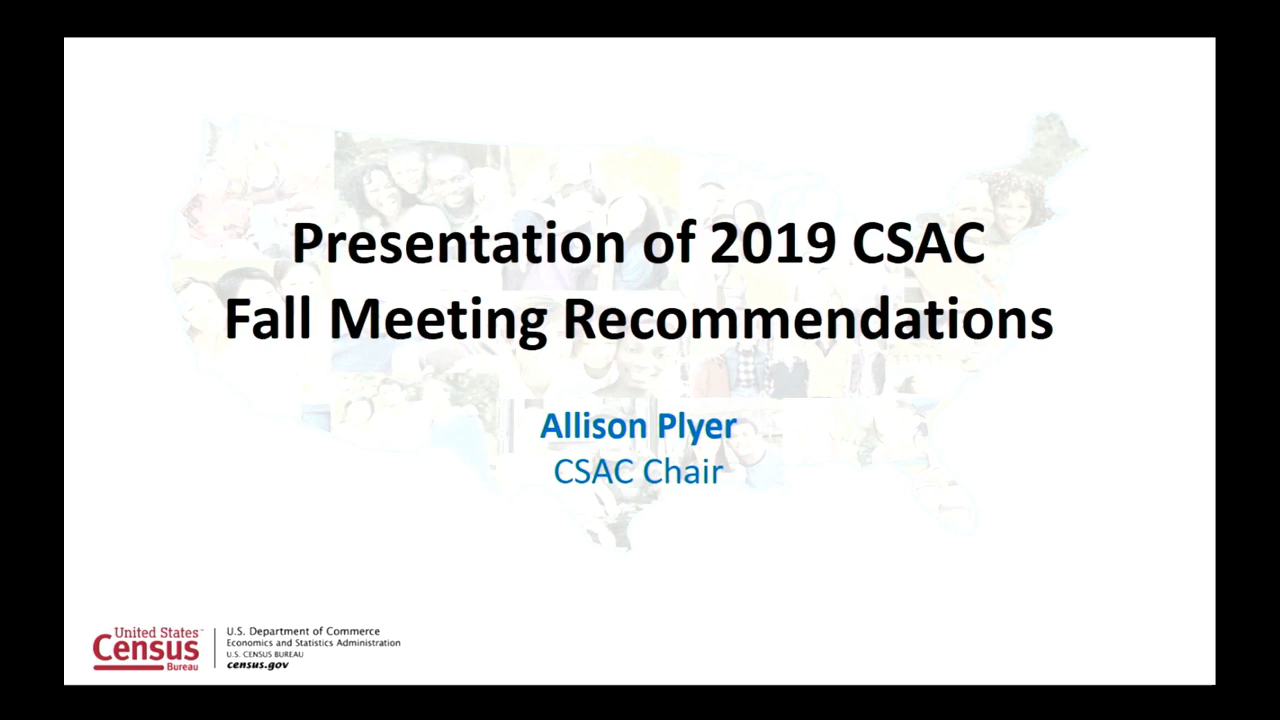 Presentation of 2019 CSAC
Fall Meeting Recommendations
Allison Plyer
CSAC Chair
United States™
Census
Bureau
U.S. Department of Commerce
Economics and Statistics Administration
U.S. CENSUS BUREAU
census.gov